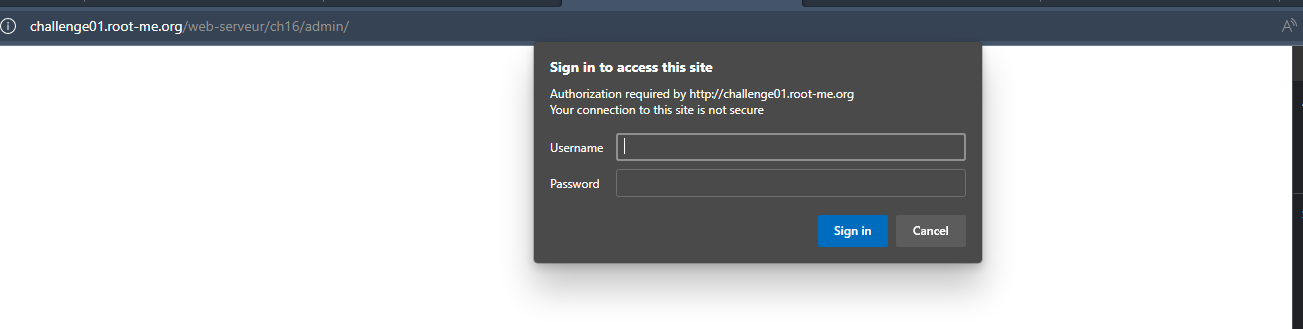 challenge01.root-me.org/web-serveur/ch16/admin/
Sign in to access this site
Authorization required by http://challenge01.root-me.org
Your connection to this site is not secure
Username
Password
Sign in
Cancel